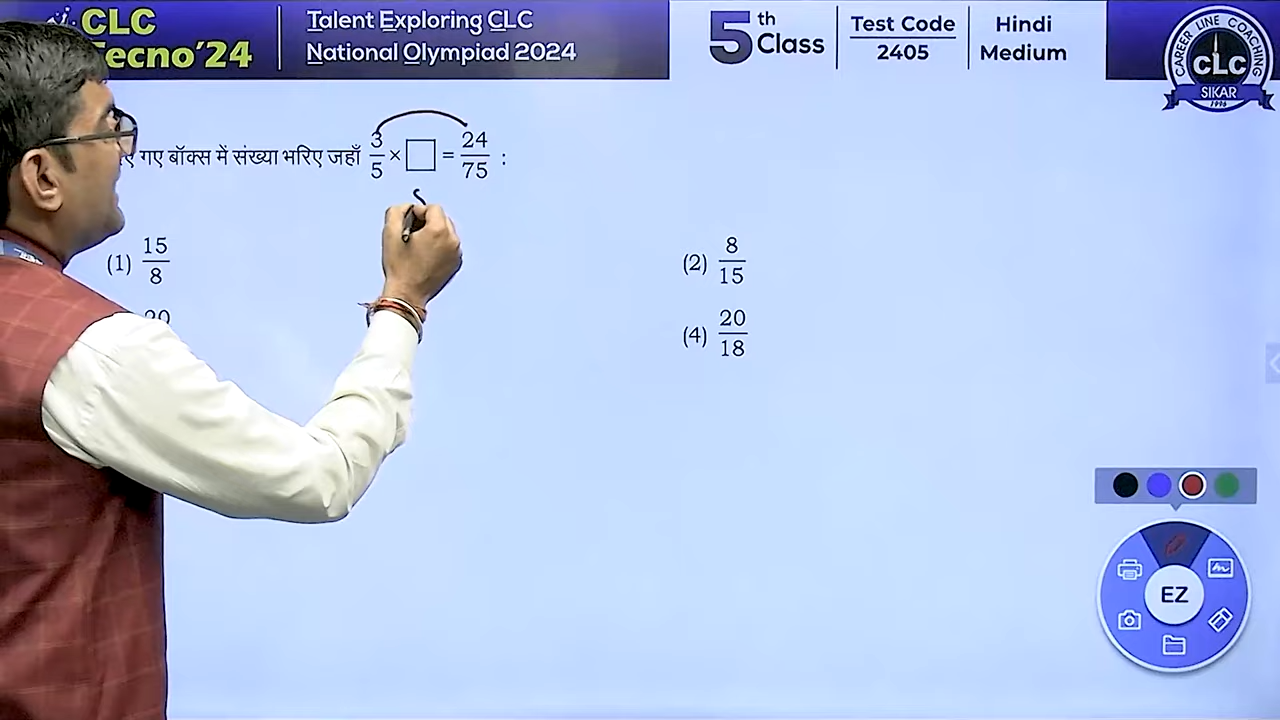 CLC
Tecno'24
Talent Exploring CLC
National Olympiad 2024
5th Class
Test Code
2405
Hindi
Medium
CAREER LINE COACHING
CLC
SIKAR
1996
गए बॉक्स में संख्या भरिए जहाँ 3/5 × □ = 24/75 :
(1) 15/8
(2) 8/15
20
(4) 20/18
EZ